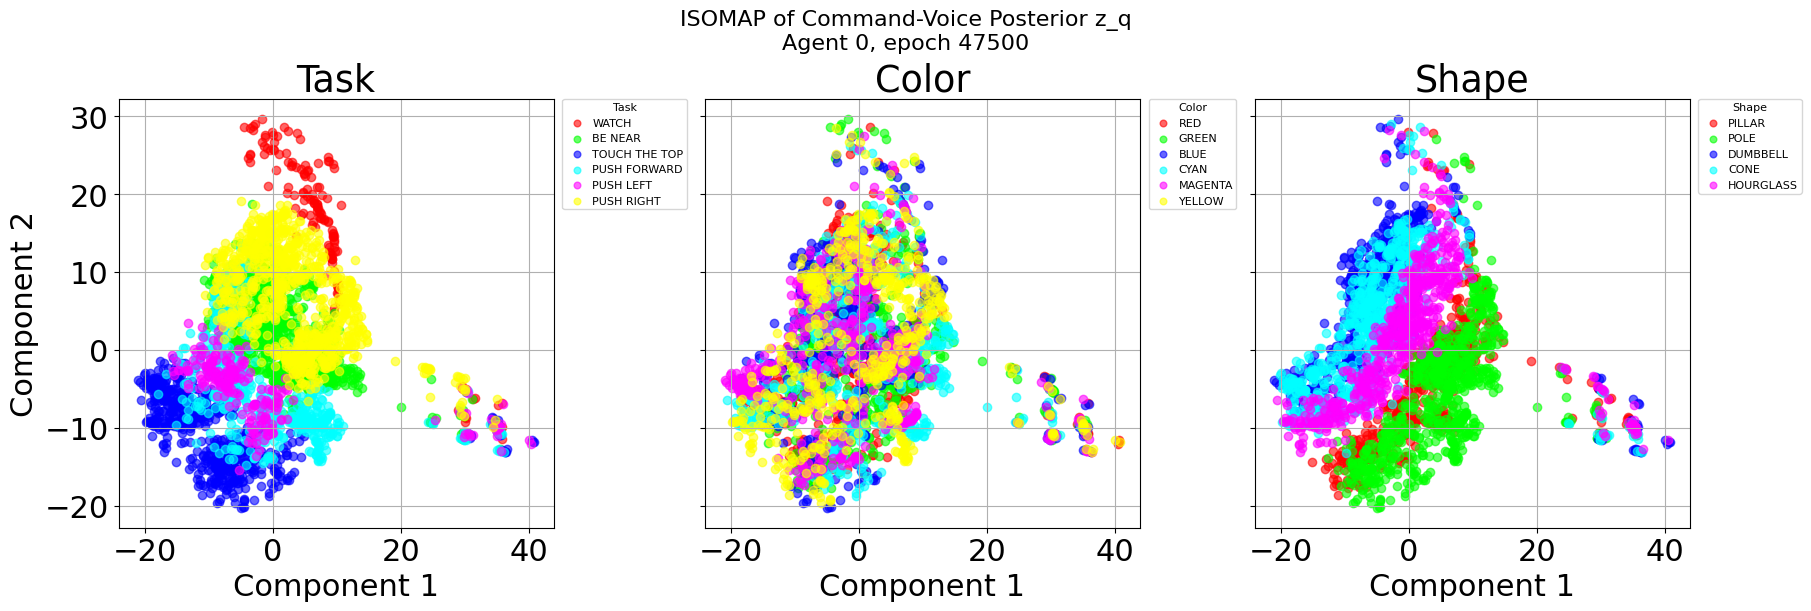 ISOMAP of Command-Voice Posterior z_q
Agent 0, epoch 47500
Task
Color
Shape
Task
WATCH
BE NEAR
TOUCH THE TOP
PUSH FORWARD
PUSH LEFT
PUSH RIGHT
Color
RED
GREEN
BLUE
CYAN
MAGENTA
YELLOW
Shape
PILLAR
POLE
DUMBBELL
CONE
HOURGLASS
Component 2
30
20
10
0
−10
−20
−20 0 20 40
−20 0 20 40
−20 0 20 40
Component 1
Component 1
Component 1